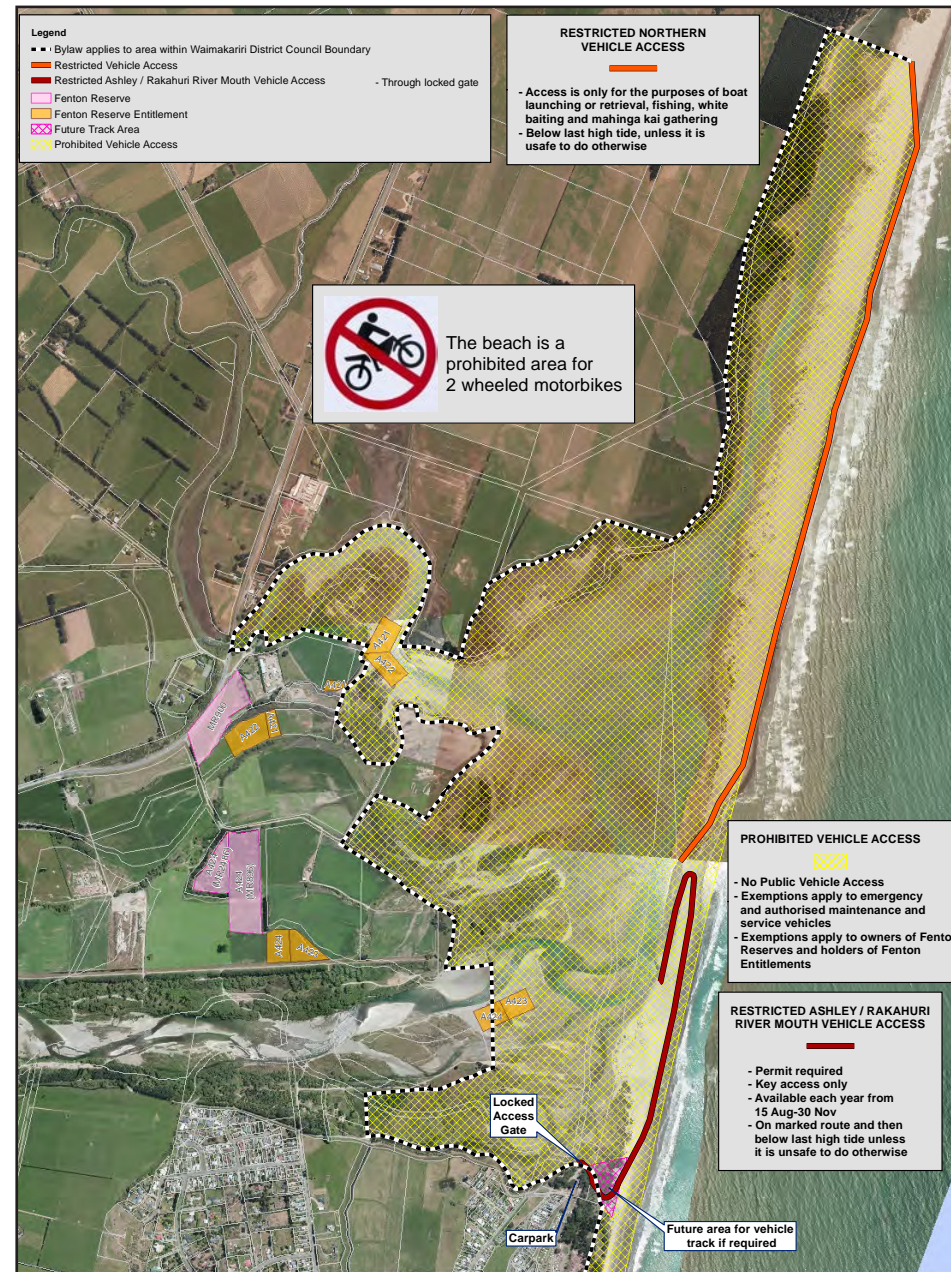 Legend
Bylaw applies to area within Waimakariri District Council Boundary
Restricted Vehicle Access
Restricted Ashley / Rakahuri River Mouth Vehicle Access - Through locked gate
Fenton Reserve
Fenton Reserve Entitlement
Future Track Area
Prohibited Vehicle Access
RESTRICTED NORTHERN
VEHICLE ACCESS
- Access is only for the purposes of boat
launching or retrieval, fishing, white
baiting and mahinga kai gathering
- Below last high tide, unless it is
usafe to do otherwise
The beach is a
prohibited area for
2 wheeled motorbikes
A421
A422
A421
A422
A421
A424
A423
A423
PROHIBITED VEHICLE ACCESS
- No Public Vehicle Access
- Exemptions apply to emergency
and authorised maintenance and
service vehicles
- Exemptions apply to owners of Fento
Reserves and holders of Fenton
Entitlements
RESTRICTED ASHLEY / RAKAHURI
RIVER MOUTH VEHICLE ACCESS
- Permit required
- Key access only
- Available each year from
15 Aug-30 Nov
- On marked route and then
below last high tide unless
it is unsafe to do otherwise
Locked
Access
Gate
Carpark
Future area for vehicle
track if required